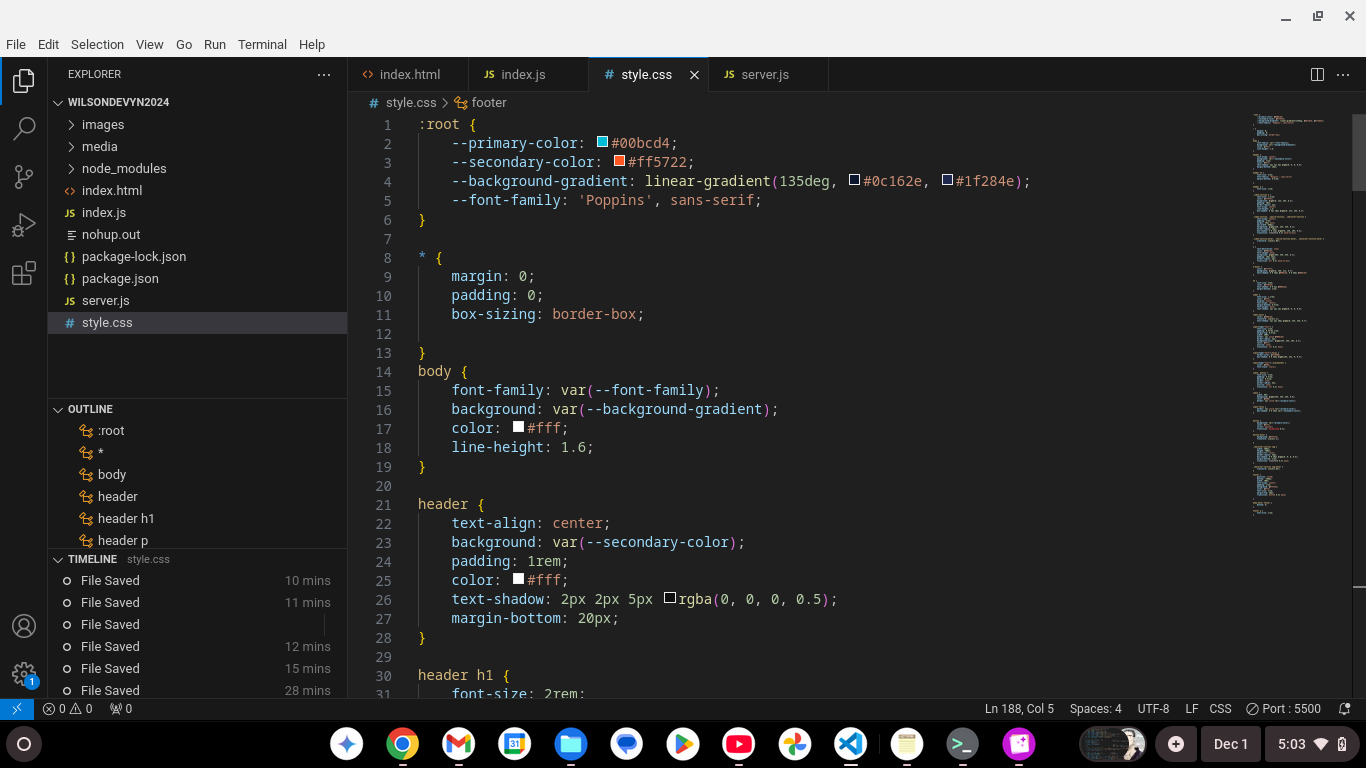 File Edit Selection View Go Run Terminal Help
EXPLORER
WILSONDEVYN2024
images
media
node_modules
index.html
index.js
nohup.out
package-lock.json
package.json
server.js
style.css
OUTLINE
:root
*
body
header
header h1
header p
TIMELINE style.css
File Saved 10 mins
File Saved 11 mins
File Saved
File Saved 12 mins
File Saved 15 mins
File Saved 28 mins
1
index.html index.js style.css server.js
style.css > footer
1 :root {
2     --primary-color: #00bcd4;
3     --secondary-color: #ff5722;
4     --background-gradient: linear-gradient(135deg, #0c162e, #1f284e);
5     --font-family: 'Poppins', sans-serif;
6 }
7
8 * {
9     margin: 0;
10     padding: 0;
11     box-sizing: border-box;
12
13 }
14 body {
15     font-family: var(--font-family);
16     background: var(--background-gradient);
17     color: #fff;
18     line-height: 1.6;
19 }
20
21 header {
22     text-align: center;
23     background: var(--secondary-color);
24     padding: 1rem;
25     color: #fff;
26     text-shadow: 2px 2px 5px rgba(0, 0, 0, 0.5);
27     margin-bottom: 20px;
28 }
29
30 header h1 {
31     font-size: 2rem;
0 0 0 Ln 188, Col 5 Spaces: 4 UTF-8 LF CSS Port : 5500
31
Dec 1 5:03